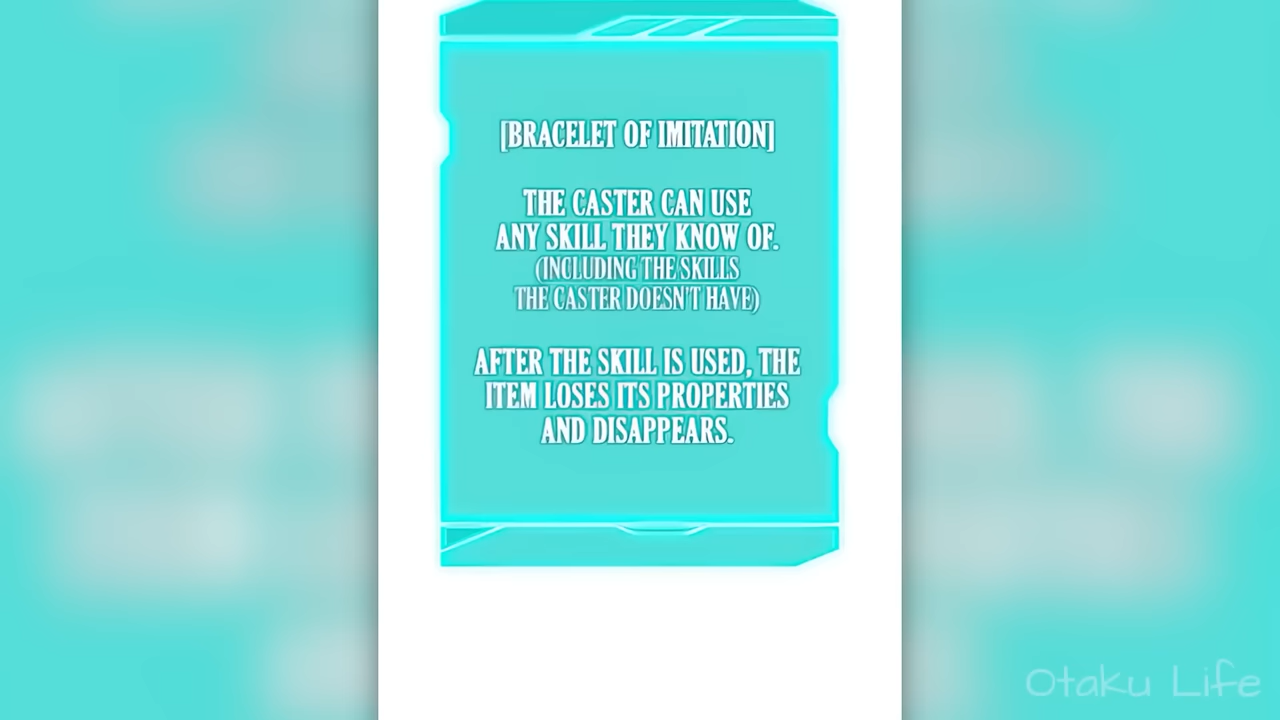 [BRACELET OF IMITATION]
THE CASTER CAN USE
ANY SKILL THEY KNOW OF.
(INCLUDING THE SKILLS
THE CASTER DOESN'T HAVE)
AFTER THE SKILL IS USED, THE
ITEM LOSES ITS PROPERTIES
AND DISAPPEARS.
Otaku Life